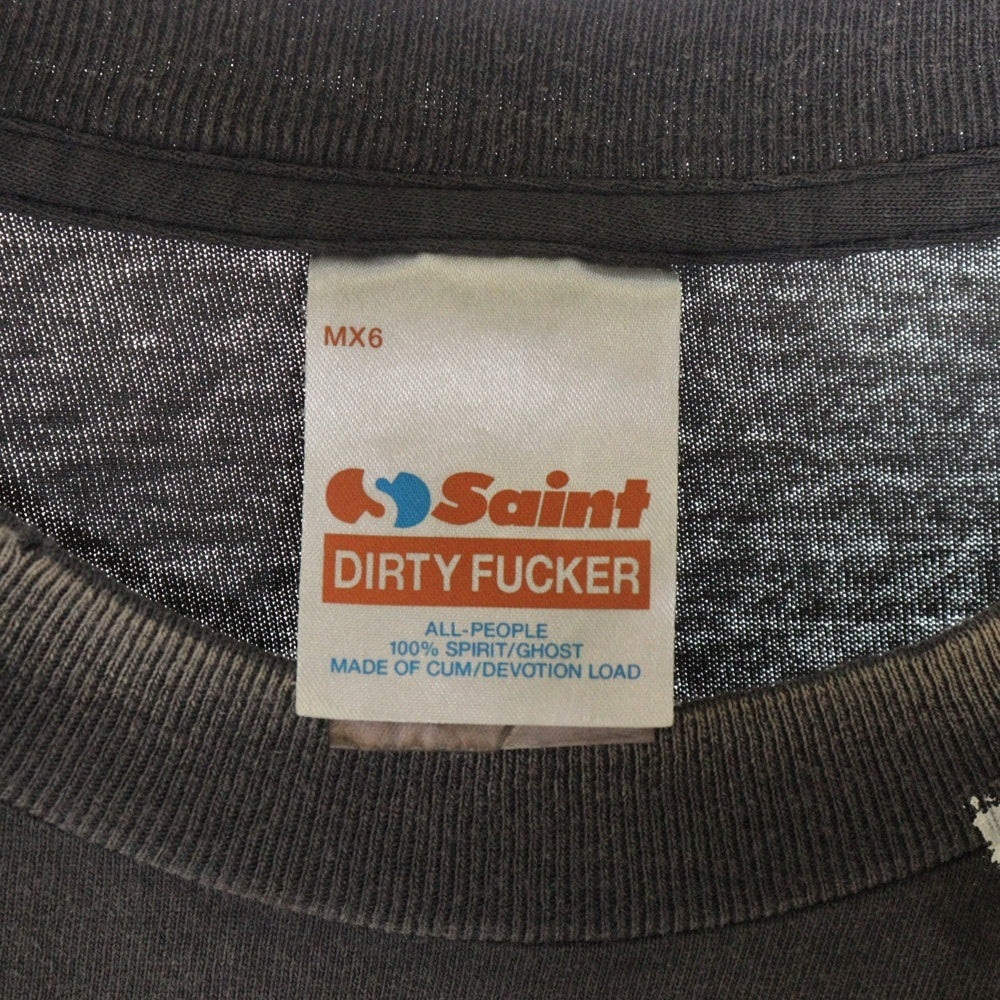 MX6
Saint
DIRTY FUCKER
ALL-PEOPLE
100% SPIRIT/GHOST
MADE OF CUM/DEVOTION LOAD